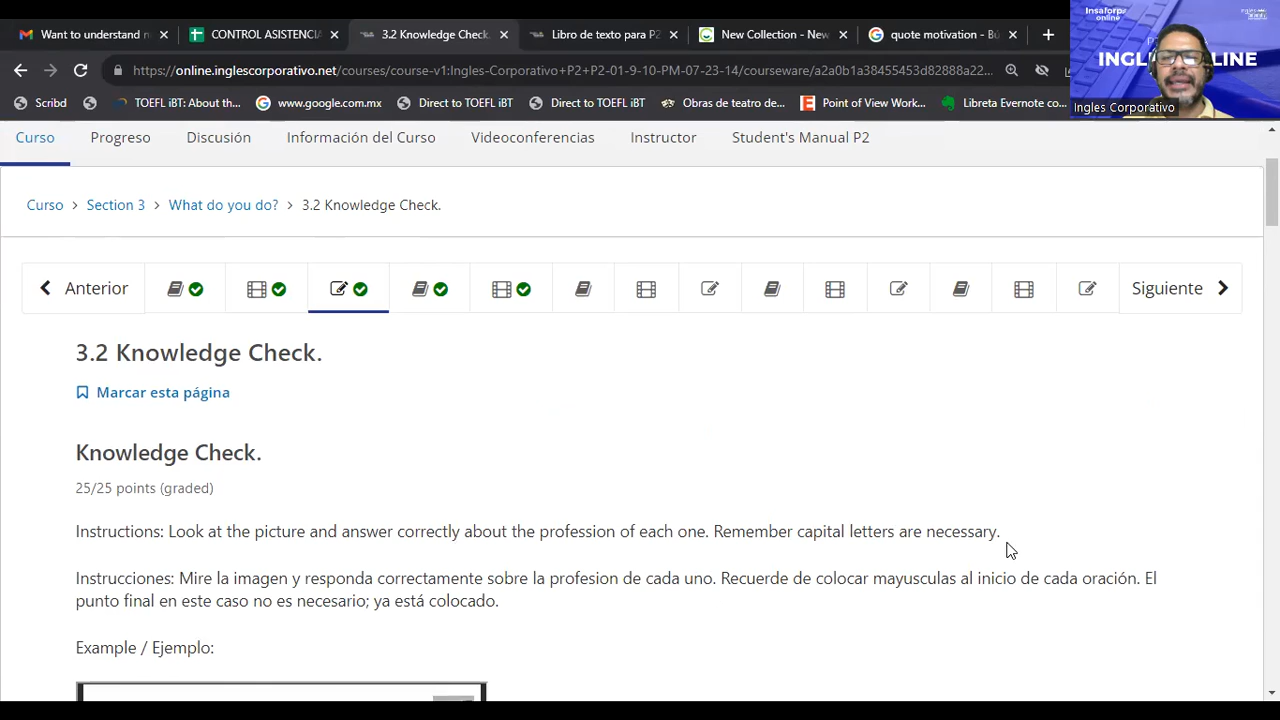 Want to understand n
CONTROL ASISTENCIA
3.2 Knowledge Check.
Libro de texto para P2
New Collection - New
quote motivation - Bú
https://online.inglescorporativo.net/courses/course-v1:Ingles-Corporativo+P2+P2-01-9-10-PM-07-23-14/courseware/a2a0b1a38455453d82888a22...
Scribd
TOEFL iBT: About th...
www.google.com.mx
Direct to TOEFL iBT
Direct to TOEFL iBT
Obras de teatro de...
Point of View Work...
Libreta Evernote co...
Insaforp
online
INGL
NLINE
Ingles Corporativo
Curso
Progreso
Discusión
Información del Curso
Videoconferencias
Instructor
Student's Manual P2
Curso > Section 3 > What do you do? > 3.2 Knowledge Check.
Anterior
Siguiente
3.2 Knowledge Check.
Marcar esta página
Knowledge Check.
25/25 points (graded)
Instructions: Look at the picture and answer correctly about the profession of each one. Remember capital letters are necessary.
Instrucciones: Mire la imagen y responda correctamente sobre la profesion de cada uno. Recuerde de colocar mayusculas al inicio de cada oración. El
punto final en este caso no es necesario; ya está colocado.
Example / Ejemplo: